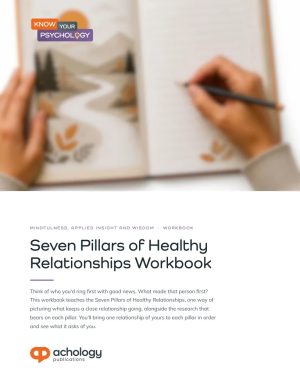 KNOW YOUR
PSYCHOLOGY
MINDFULNESS, APPLIED INSIGHT AND WISDOM · WORKBOOK
Seven Pillars of Healthy
Relationships Workbook
Think of who you'd ring first with good news. What made that person first?
This workbook teaches the Seven Pillars of Healthy Relationships, one way of
picturing what keeps a close relationship going, alongside the research that
bears on each pillar. You'll bring one relationship of yours to each pillar in order
and see what it asks of you.
achology
publications